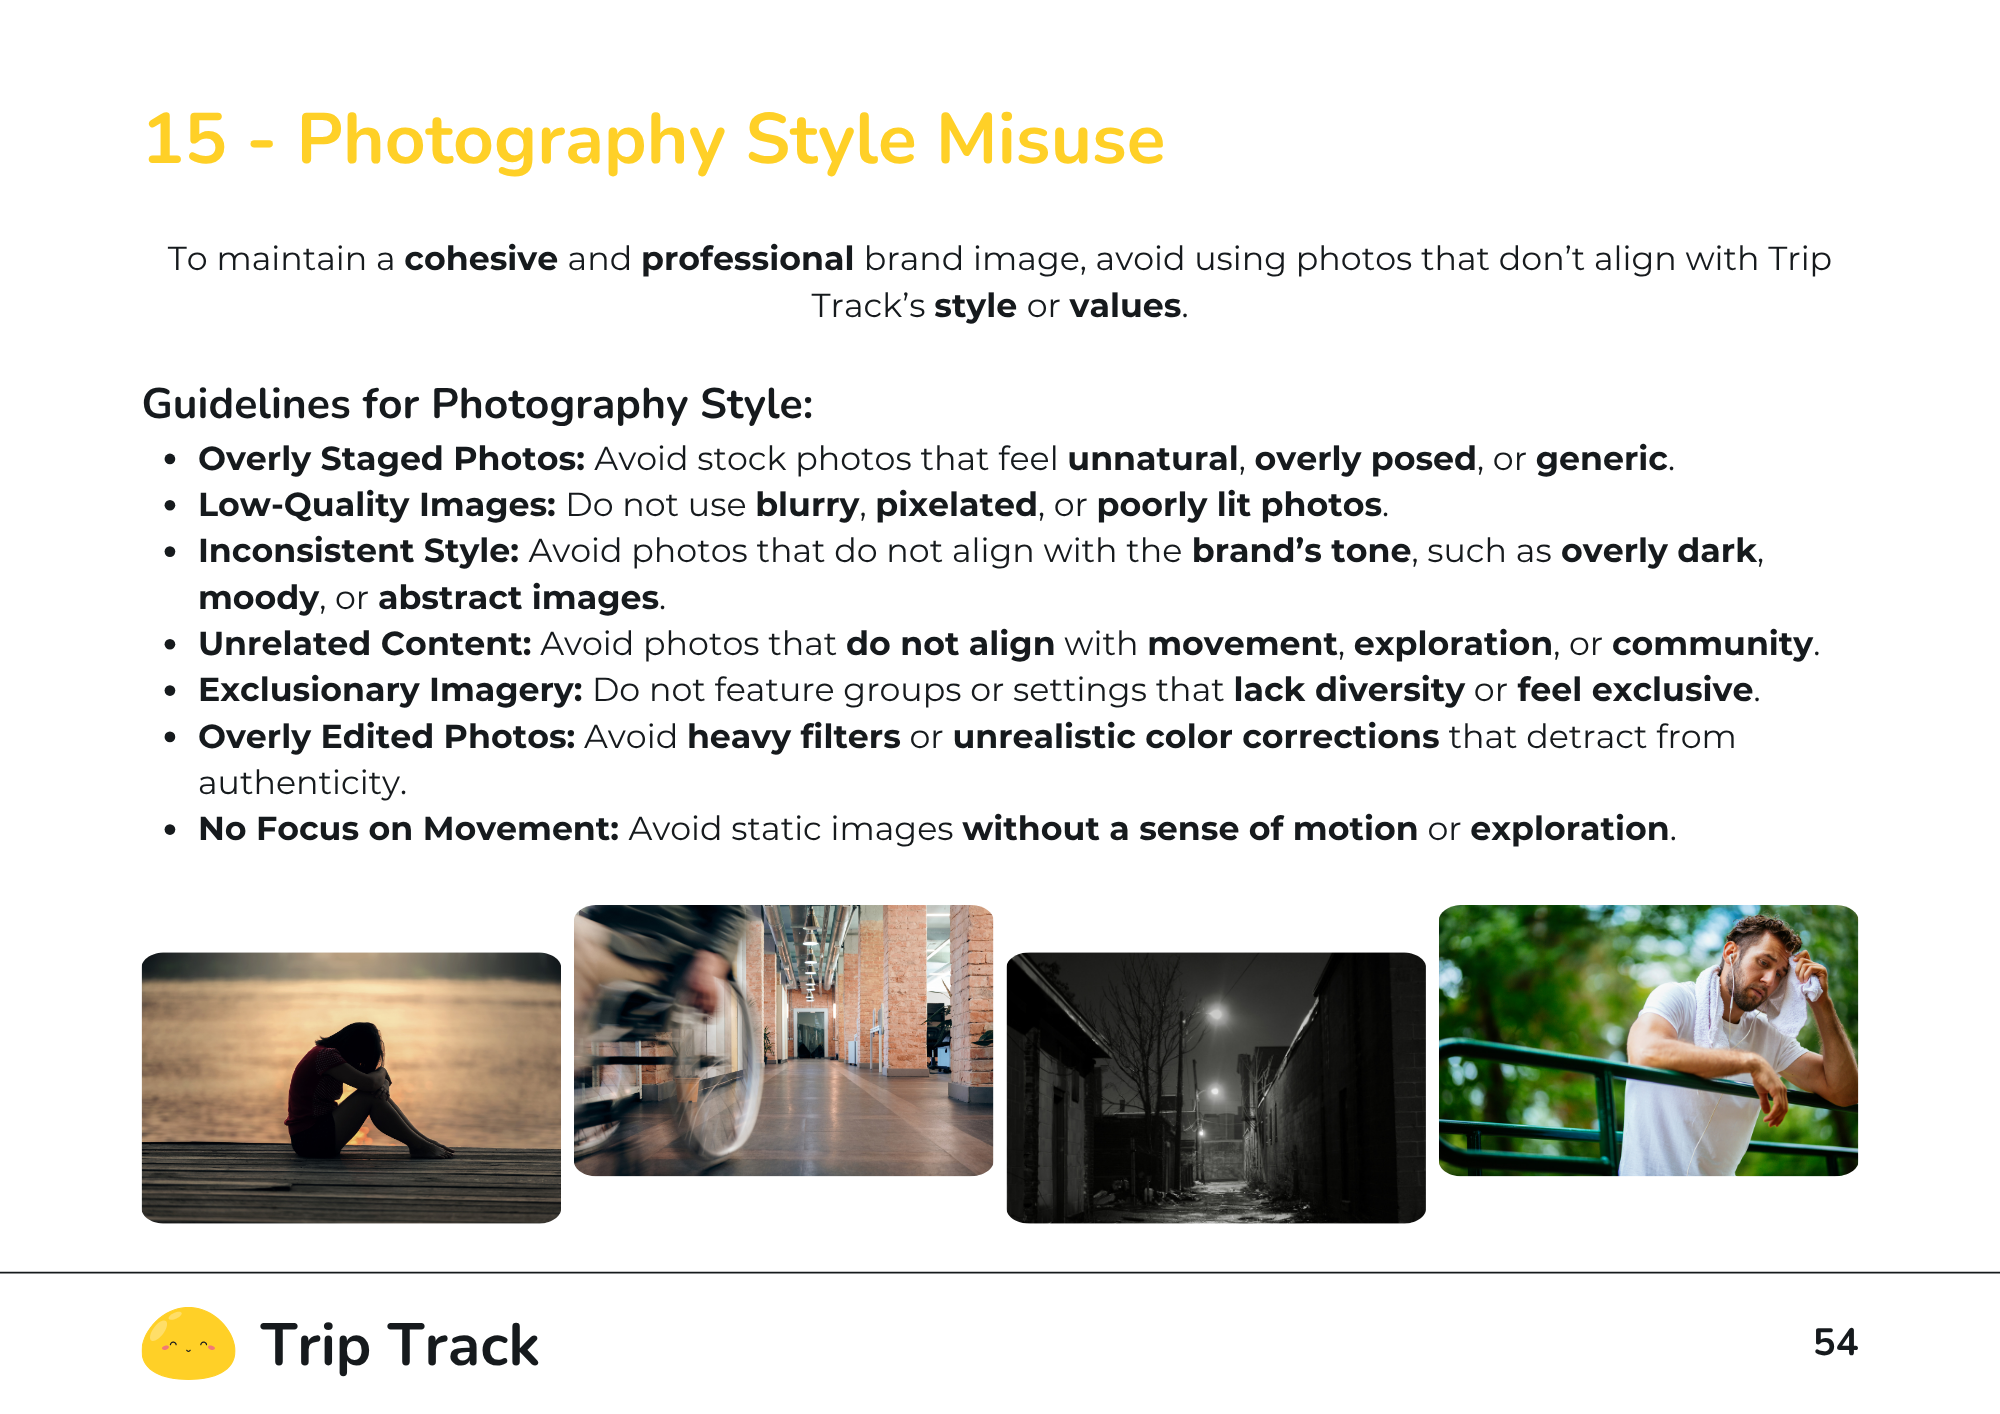 15 - Photography Style Misuse
To maintain a cohesive and professional brand image, avoid using photos that don’t align with Trip
Track’s style or values.
Guidelines for Photography Style:
• Overly Staged Photos: Avoid stock photos that feel unnatural, overly posed, or generic.
• Low-Quality Images: Do not use blurry, pixelated, or poorly lit photos.
• Inconsistent Style: Avoid photos that do not align with the brand’s tone, such as overly dark,
moody, or abstract images.
• Unrelated Content: Avoid photos that do not align with movement, exploration, or community.
• Exclusionary Imagery: Do not feature groups or settings that lack diversity or feel exclusive.
• Overly Edited Photos: Avoid heavy filters or unrealistic color corrections that detract from
authenticity.
• No Focus on Movement: Avoid static images without a sense of motion or exploration.
Trip Track
54